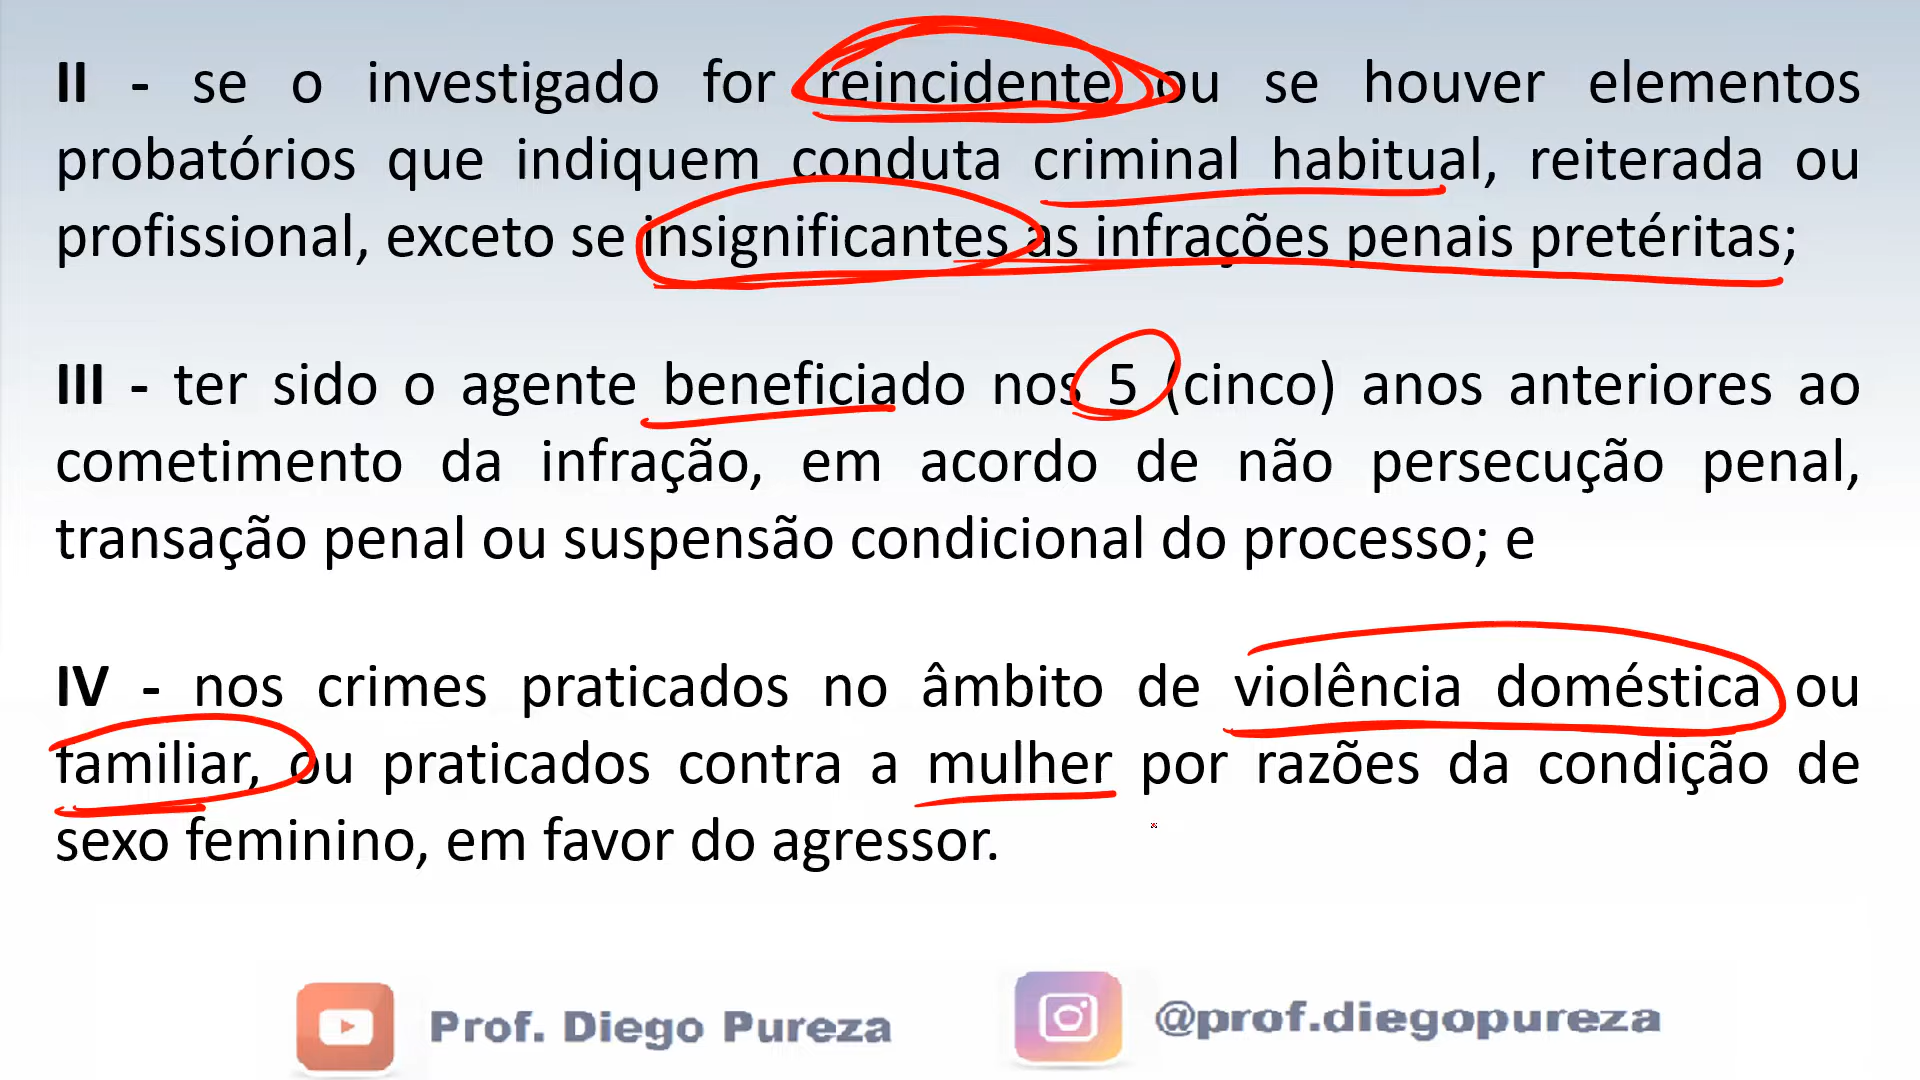 II - se o investigado for reincidente ou se houver elementos
probatórios que indiquem conduta criminal habitual, reiterada ou
profissional, exceto se insignificantes as infrações penais pretéritas;
III - ter sido o agente beneficiado nos 5 (cinco) anos anteriores ao
cometimento da infração, em acordo de não persecução penal,
transação penal ou suspensão condicional do processo; e
IV - nos crimes praticados no âmbito de violência doméstica ou
familiar, ou praticados contra a mulher por razões da condição de
sexo feminino, em favor do agressor.
Prof. Diego Pureza
@prof.diegopureza